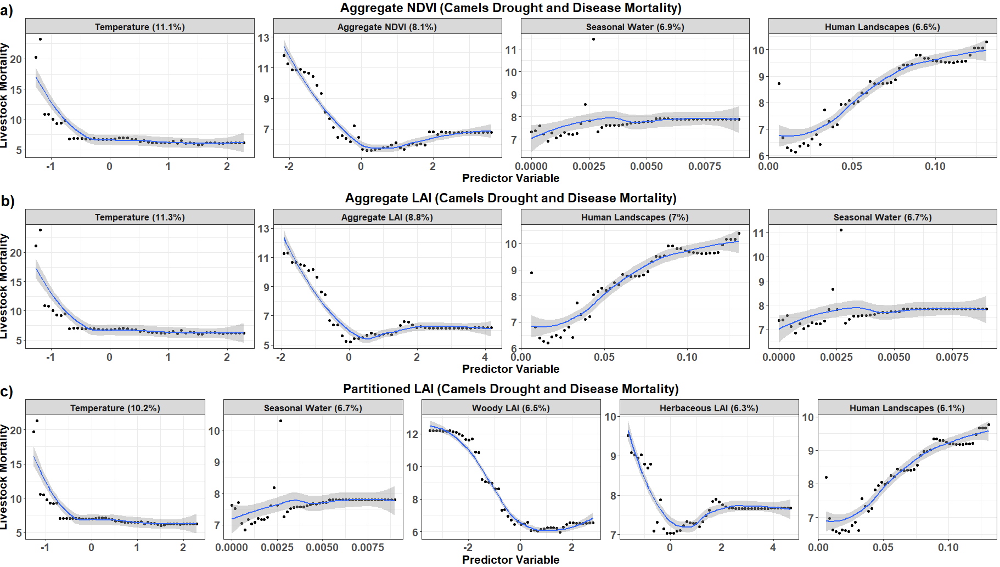 a)
Aggregate NDVI (Camels Drought and Disease Mortality)
Temperature (11.1%)
Aggregate NDVI (8.1%)
Seasonal Water (6.9%)
Human Landscapes (6.6%)
Livestock Mortality
20
15
10
5
-1 0 1 2
13
11
9
7
-2 0 2
11
10
9
8
7
0.0000 0.0025 0.0050 0.0075
10
9
8
7
6
0.00 0.05 0.10
Predictor Variable
b)
Aggregate LAI (Camels Drought and Disease Mortality)
Temperature (11.3%)
Aggregate LAI (8.8%)
Human Landscapes (7%)
Seasonal Water (6.7%)
Livestock Mortality
20
15
10
5
-1 0 1 2
13
11
9
7
5
-2 0 2 4
10
9
8
7
6
0.00 0.05 0.10
11
10
9
8
7
0.0000 0.0025 0.0050 0.0075
Predictor Variable
c)
Partitioned LAI (Camels Drought and Disease Mortality)
Temperature (10.2%)
Seasonal Water (6.7%)
Woody LAI (6.5%)
Herbaceous LAI (6.3%)
Human Landscapes (6.1%)
Livestock Mortality
20
15
10
5
-1 0 1 2
10
9
8
7
0.0000 0.0025 0.0050 0.0075
12
10
8
6
-2 0 2
10
9
8
7
0 2 4
10
9
8
7
0.00 0.05 0.10
Predictor Variable